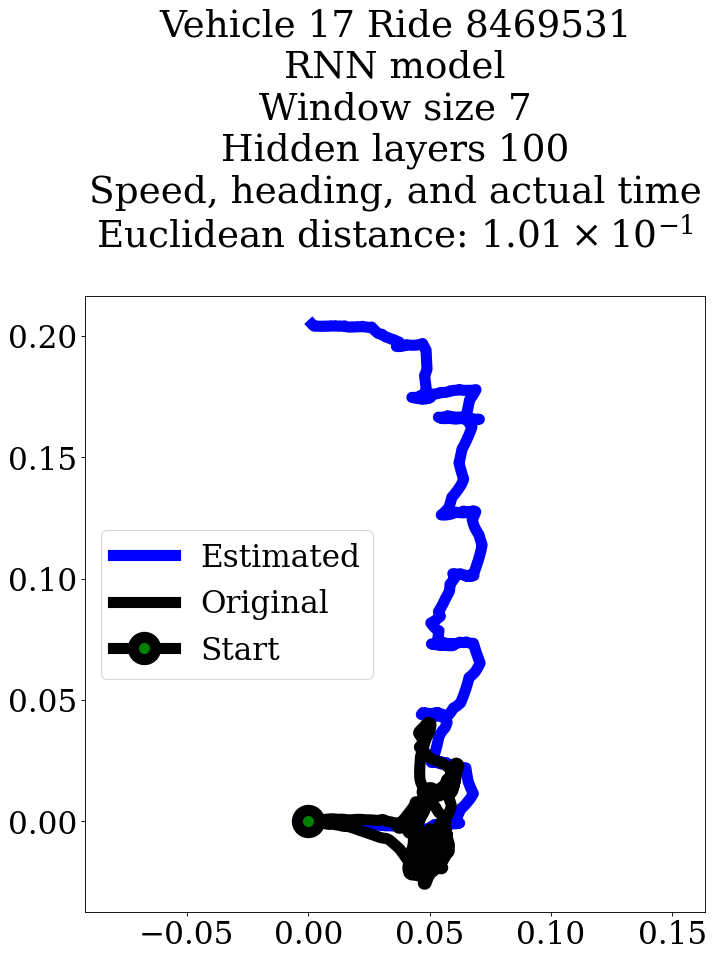 Vehicle 17 Ride 8469531
RNN model
Window size 7
Hidden layers 100
Speed, heading, and actual time
Euclidean distance: 1.01 × 10⁻¹
0.20
0.15
0.10
0.05
0.00
Estimated
Original
Start
−0.05 0.00 0.05 0.10 0.15